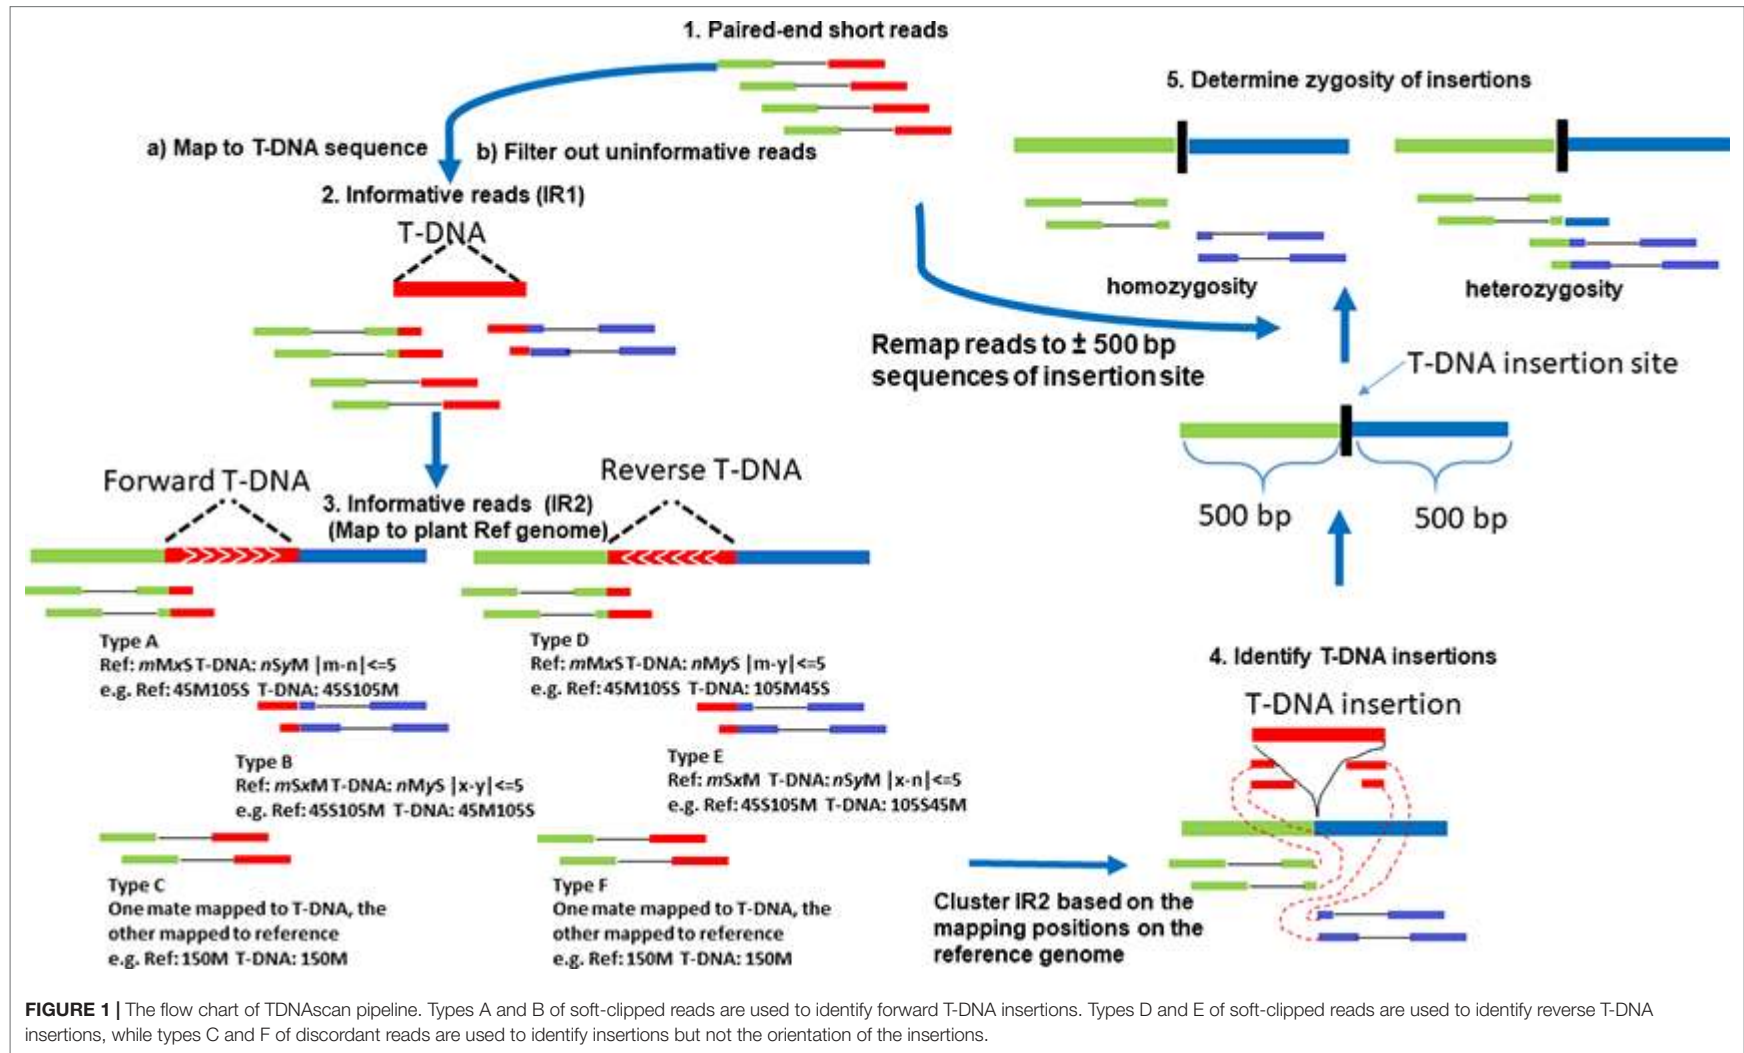 1. Paired-end short reads
a) Map to T-DNA sequence
b) Filter out uninformative reads
2. Informative reads (IR1)
T-DNA
Forward T-DNA
Reverse T-DNA
3. Informative reads (IR2)
(Map to plant Ref genome)
Type A
Ref: mMxS T-DNA: nSyM |m-n|<=5
e.g. Ref: 45M105S T-DNA: 45S105M
Type B
Ref: mSxM T-DNA: nMyS |x-y|<=5
e.g. Ref: 45S105M T-DNA: 45M105S
Type C
One mate mapped to T-DNA, the
other mapped to reference
e.g. Ref: 150M T-DNA: 150M
Type D
Ref: mMxS T-DNA: nMyS |m-y|<=5
e.g. Ref: 45M105S T-DNA: 105M45S
Type E
Ref: mSxM T-DNA: nSyM |x-n|<=5
e.g. Ref: 45S105M T-DNA: 105S45M
Type F
One mate mapped to T-DNA, the
other mapped to reference
e.g. Ref: 150M T-DNA: 150M
Cluster IR2 based on the
mapping positions on the
reference genome
4. Identify T-DNA insertions
T-DNA insertion
500 bp
500 bp
T-DNA insertion site
Remap reads to ± 500 bp
sequences of insertion site
5. Determine zygosity of insertions
homozygosity
heterozygosity
FIGURE 1 | The flow chart of TDNAscan pipeline. Types A and B of soft-clipped reads are used to identify forward T-DNA insertions. Types D and E of soft-clipped reads are used to identify reverse T-DNA
insertions, while types C and F of discordant reads are used to identify insertions but not the orientation of the insertions.